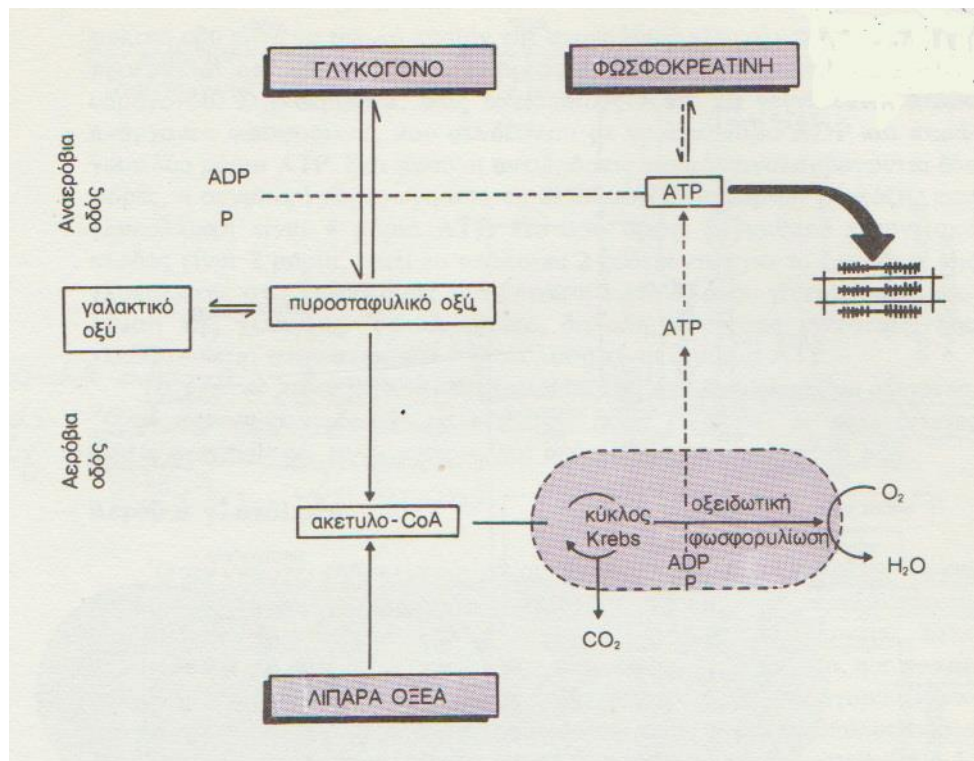 ΓΛΥΚΟΓΟΝΟ
ΦΩΣΦΟΚΡΕΑΤΙΝΗ
Αναερόβια
οδός
ADP
P
ATP
γαλακτικό
οξύ
πυροσταφυλικό οξύ
ATP
Αερόβια
οδός
ακετυλο-CoA
κύκλος
Krebs
οξειδωτική
φωσφορυλίωση
ADP
P
O₂
H₂O
CO₂
ΛΙΠΑΡΑ ΟΞΕΑ